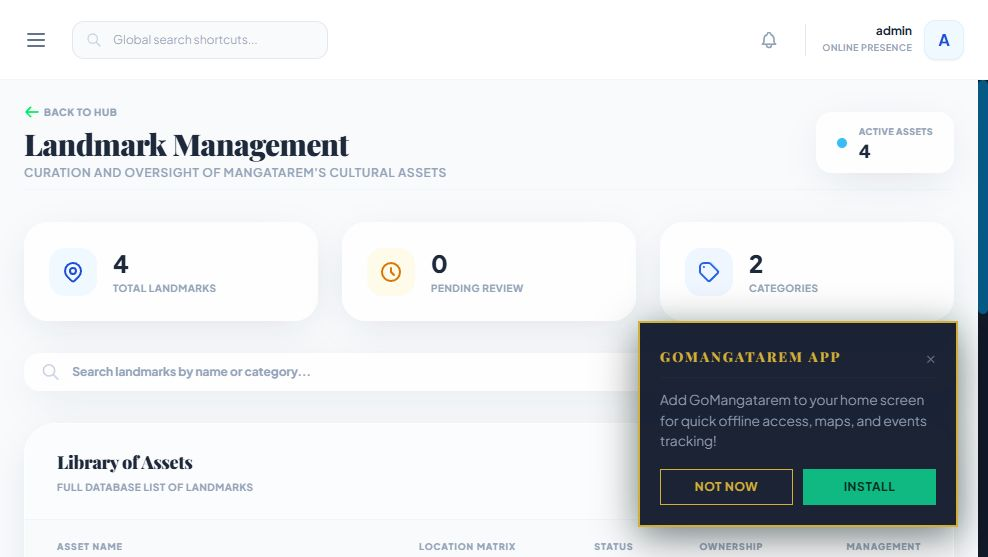 Global search shortcuts...
admin
ONLINE PRESENCE
A
BACK TO HUB
Landmark Management
CURATION AND OVERSIGHT OF MANGATAREM'S CULTURAL ASSETS
ACTIVE ASSETS
4
4
TOTAL LANDMARKS
0
PENDING REVIEW
2
CATEGORIES
Search landmarks by name or category...
GOMANGATAREM APP
×
Add GoMangatarem to your home screen
for quick offline access, maps, and events
tracking!
NOT NOW
INSTALL
Library of Assets
FULL DATABASE LIST OF LANDMARKS
ASSET NAME
LOCATION MATRIX
STATUS
OWNERSHIP
MANAGEMENT